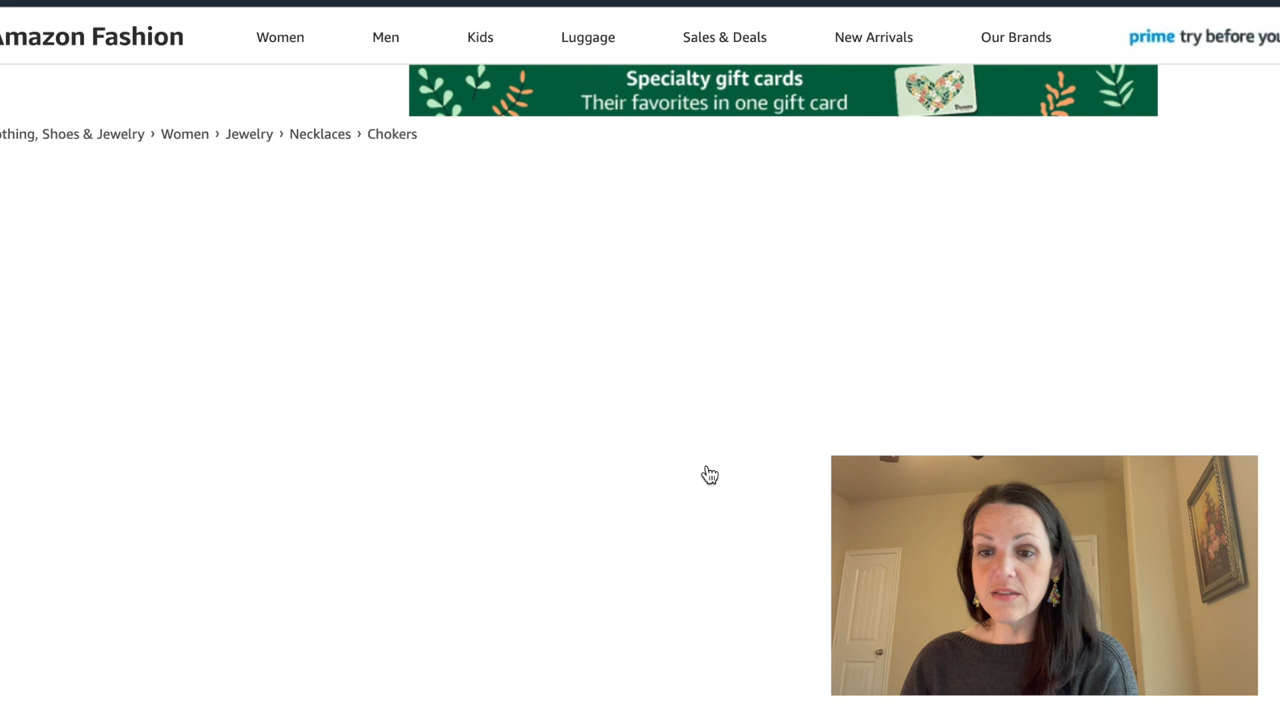 Amazon Fashion
Women
Men
Kids
Luggage
Sales & Deals
New Arrivals
Our Brands
prime try before you
Specialty gift cards
Their favorites in one gift card
othing, Shoes & Jewelry › Women › Jewelry › Necklaces › Chokers